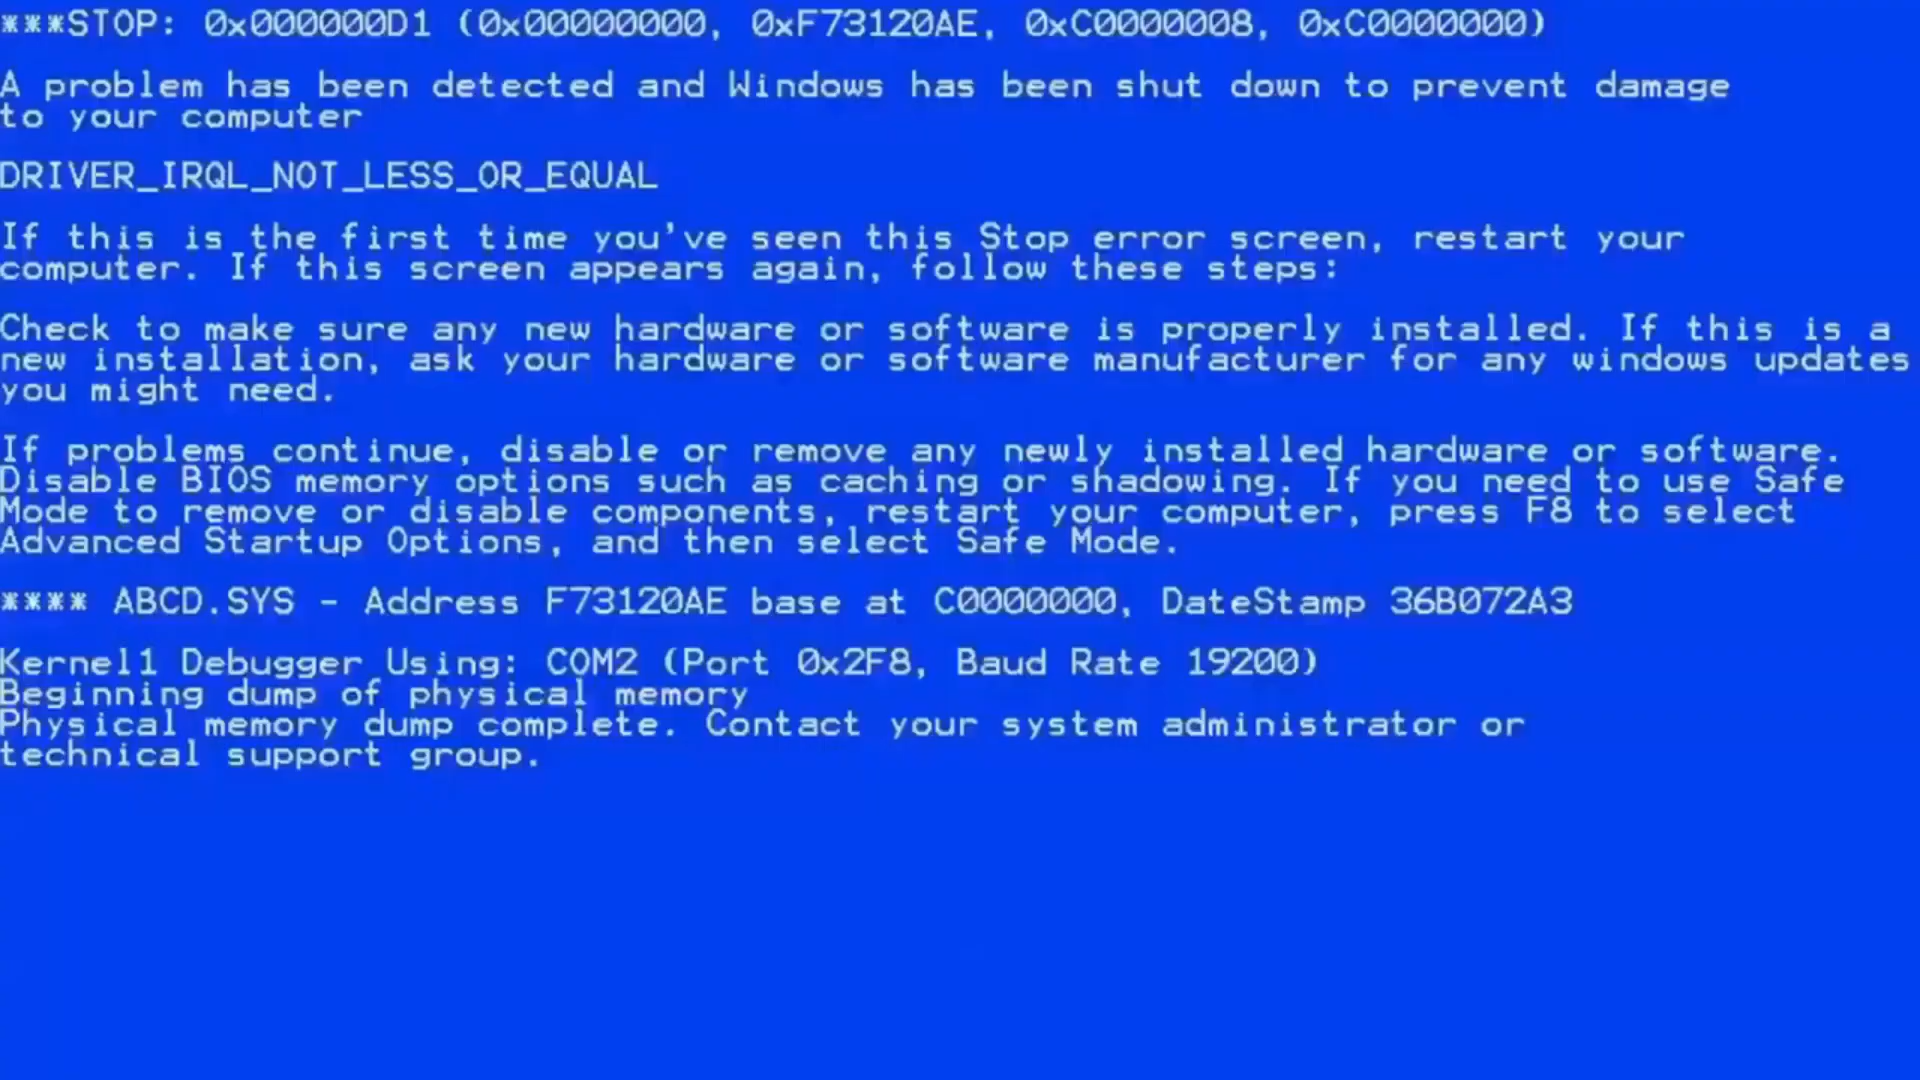 ***STOP: 0x000000D1 (0x00000000, 0xF73120AE, 0xC0000008, 0xC0000000)
A problem has been detected and Windows has been shut down to prevent damage
to your computer
DRIVER_IRQL_NOT_LESS_OR_EQUAL
If this is the first time you've seen this Stop error screen, restart your
computer. If this screen appears again, follow these steps:
Check to make sure any new hardware or software is properly installed. If this is a
new installation, ask your hardware or software manufacturer for any windows updates
you might need.
If problems continue, disable or remove any newly installed hardware or software.
Disable BIOS memory options such as caching or shadowing. If you need to use Safe
Mode to remove or disable components, restart your computer, press F8 to select
Advanced Startup Options, and then select Safe Mode.
**** ABCD.SYS - Address F73120AE base at C0000000, DateStamp 36B072A3
Kernel1 Debugger Using: COM2 (Port 0x2F8, Baud Rate 19200)
Beginning dump of physical memory
Physical memory dump complete. Contact your system administrator or
technical support group.